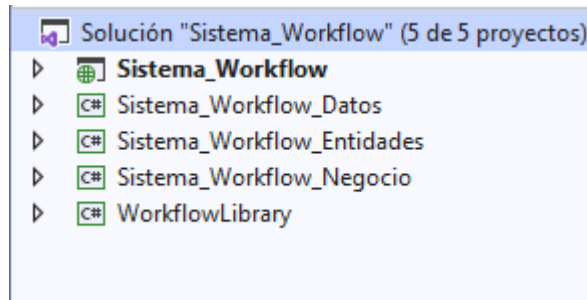 Solución "Sistema_Workflow" (5 de 5 proyectos)
Sistema_Workflow
C# Sistema_Workflow_Datos
C# Sistema_Workflow_Entidades
C# Sistema_Workflow_Negocio
C# WorkflowLibrary